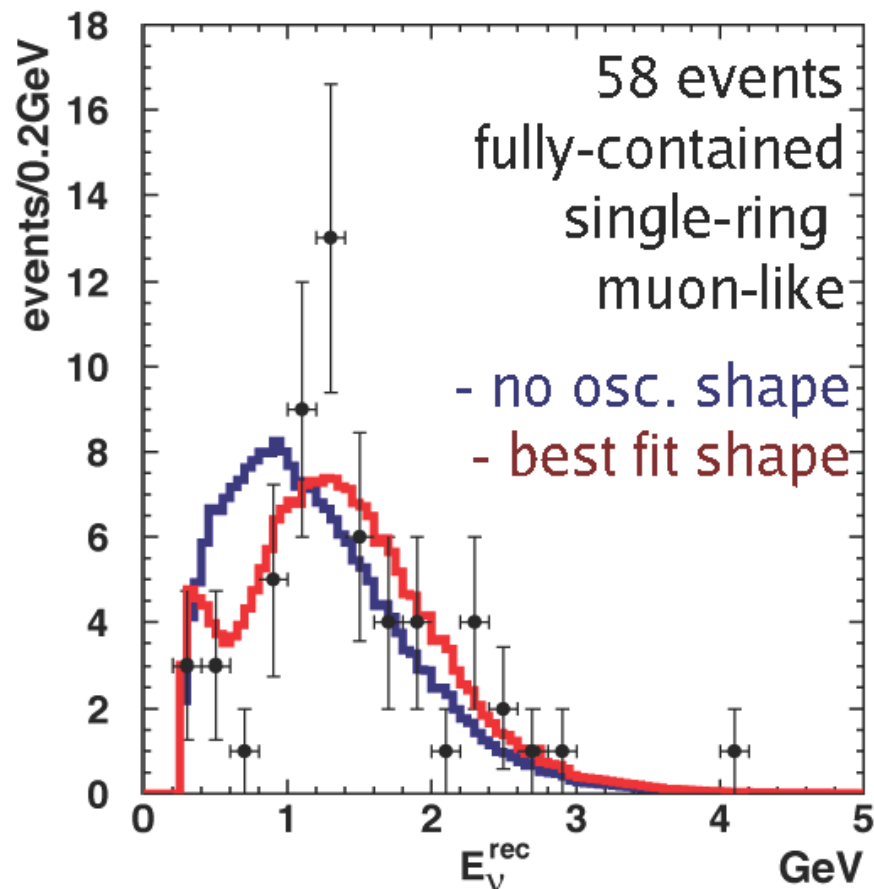 18
16
14
12
10
8
6
4
2
0
events/0.2GeV
58 events
fully-contained
single-ring
muon-like
- no osc. shape
- best fit shape
0 1 2 3 4 5
E_ν^rec GeV